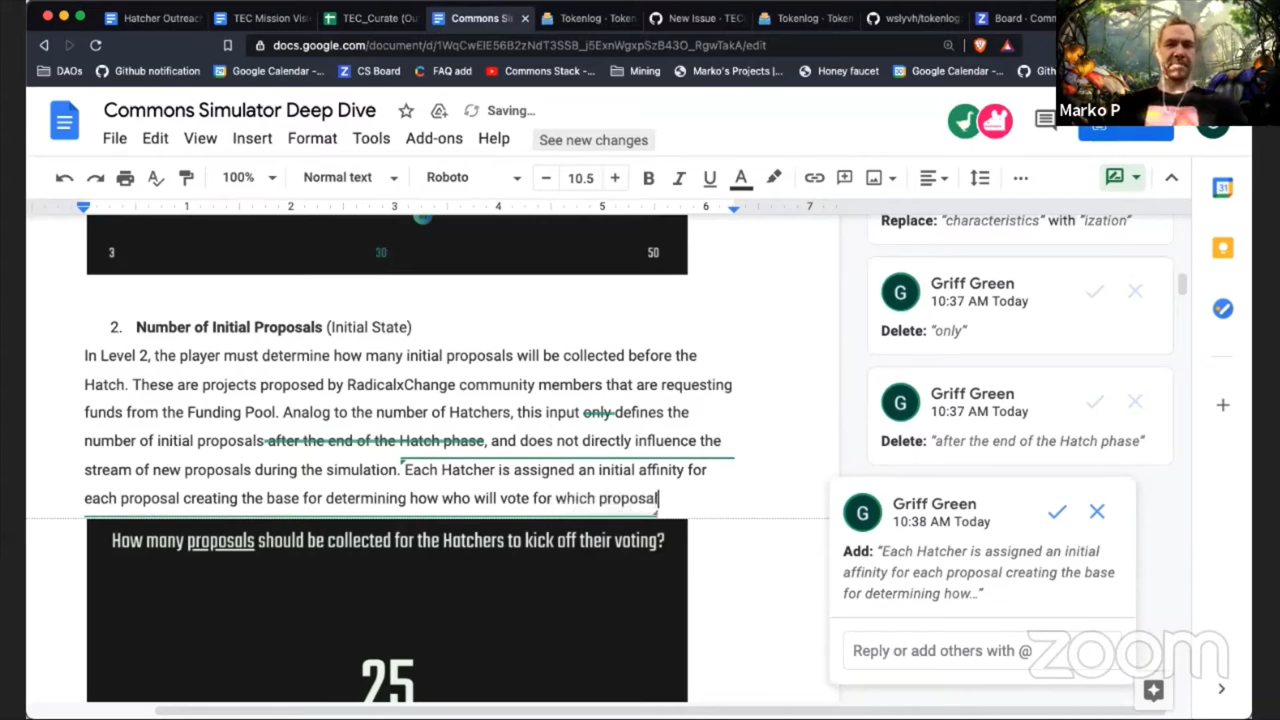 Hatcher Outreac
TEC Mission Visi
TEC_Curate (Ou
Commons Si
Tokenlog · Token
New Issue · TEC
Tokenlog · Token
wslyvh/tokenlog
Board - Comm
docs.google.com/document/d/1WqCwEIE56B2zNdT3SSB_j5ExnWgxpSzB43O_RgwTakA/edit
DAOs
Github notification
Google Calendar -...
CS Board
FAQ add
Commons Stack -...
Mining
Marko's Projects |...
Honey faucet
Google Calendar -...
Gith
Marko P
Commons Simulator Deep Dive
Saving...
File Edit View Insert Format Tools Add-ons Help See new changes
100% Normal text Roboto 10.5 B I U A
1 2 3 4 5 6 7
3 30 50
2. Number of Initial Proposals (Initial State)
In Level 2, the player must determine how many initial proposals will be collected before the
Hatch. These are projects proposed by RadicalxChange community members that are requesting
funds from the Funding Pool. Analog to the number of Hatchers, this input only defines the
number of initial proposals after the end of the Hatch phase, and does not directly influence the
stream of new proposals during the simulation. Each Hatcher is assigned an initial affinity for
each proposal creating the base for determining how who will vote for which proposal
How many proposals should be collected for the Hatchers to kick off their voting?
25
Replace: "characteristics" with "ization"
G
Griff Green
10:37 AM Today
Delete: "only"
G
Griff Green
10:37 AM Today
Delete: "after the end of the Hatch phase"
G
Griff Green
10:38 AM Today
Add: "Each Hatcher is assigned an initial
affinity for each proposal creating the base
for determining how…"
Reply or add others with @
zoom
31